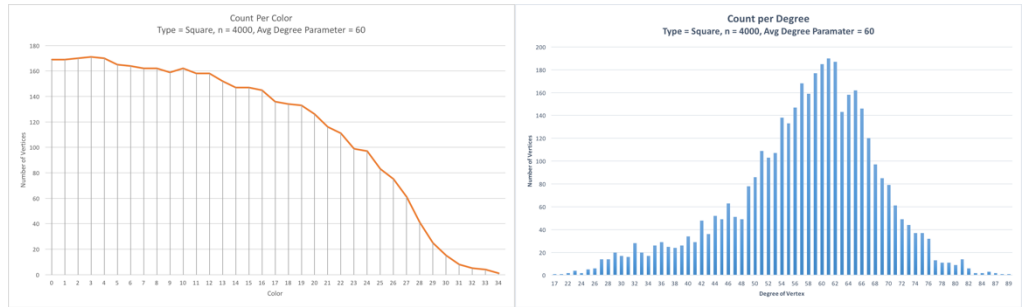 Count Per Color
Type = Square, n = 4000, Avg Degree Parameter = 60
Number of Vertices
180
160
140
120
100
80
60
40
20
0
0 1 2 3 4 5 6 7 8 9 10 11 12 13 14 15 16 17 18 19 20 21 22 23 24 25 26 27 28 29 30 31 32 33 34
Color
Count per Degree
Type = Square, n = 4000, Avg Degree Paramater = 60
Number of Vertices
200
180
160
140
120
100
80
60
40
20
0
17 22 24 26 28 30 32 34 36 38 40 42 44 46 48 50 52 54 56 58 60 62 64 66 68 70 72 74 76 78 80 82 84 87 89
Degree of Vertex